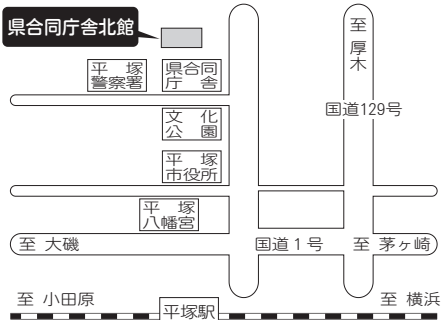 県合同庁舎北館
至
厚
木
平　塚
警察署
県合同
庁　舎
国道129号
文　化
公　園
平　塚
市役所
平　塚
八幡宮
至 大磯
国道１号
至 茅ヶ崎
至 小田原
平塚駅
至 横浜